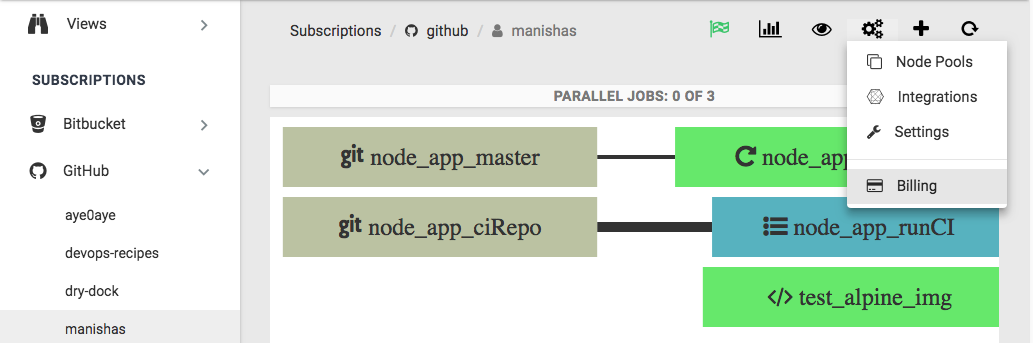 Views
SUBSCRIPTIONS
Bitbucket
GitHub
aye0aye
devops-recipes
dry-dock
manishas
Subscriptions / github / manishas
Node Pools
Integrations
Settings
Billing
PARALLEL JOBS: 0 OF 3
git node_app_master
node_ap
git node_app_ciRepo
node_app_runCI
</> test_alpine_img